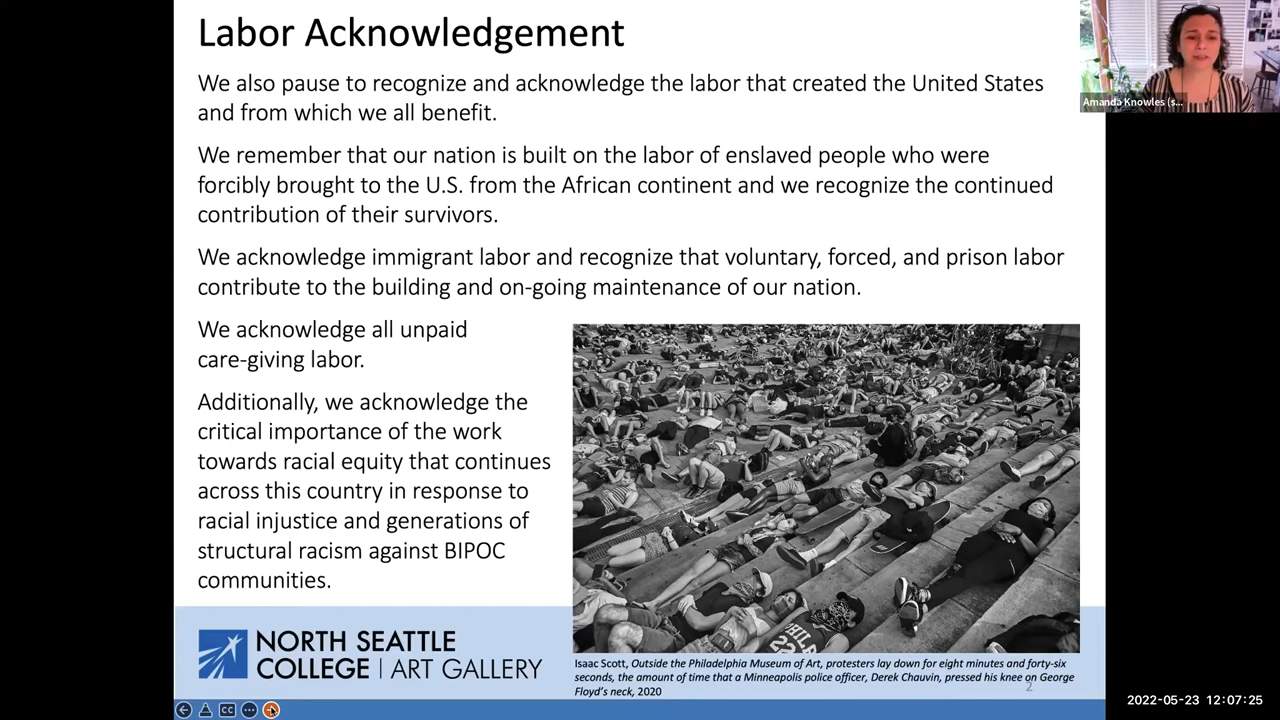 Labor Acknowledgement
We also pause to recognize and acknowledge the labor that created the United States
and from which we all benefit.
We remember that our nation is built on the labor of enslaved people who were
forcibly brought to the U.S. from the African continent and we recognize the continued
contribution of their survivors.
We acknowledge immigrant labor and recognize that voluntary, forced, and prison labor
contribute to the building and on-going maintenance of our nation.
We acknowledge all unpaid
care-giving labor.
Additionally, we acknowledge the
critical importance of the work
towards racial equity that continues
across this country in response to
racial injustice and generations of
structural racism against BIPOC
communities.
NORTH SEATTLE
COLLEGE | ART GALLERY
PHILA
22
Isaac Scott, Outside the Philadelphia Museum of Art, protesters lay down for eight minutes and forty-six
seconds, the amount of time that a Minneapolis police officer, Derek Chauvin, pressed his knee on George
Floyd's neck, 2020
2
CC
Amanda Knowles (s...
2022-05-23 12:07:25